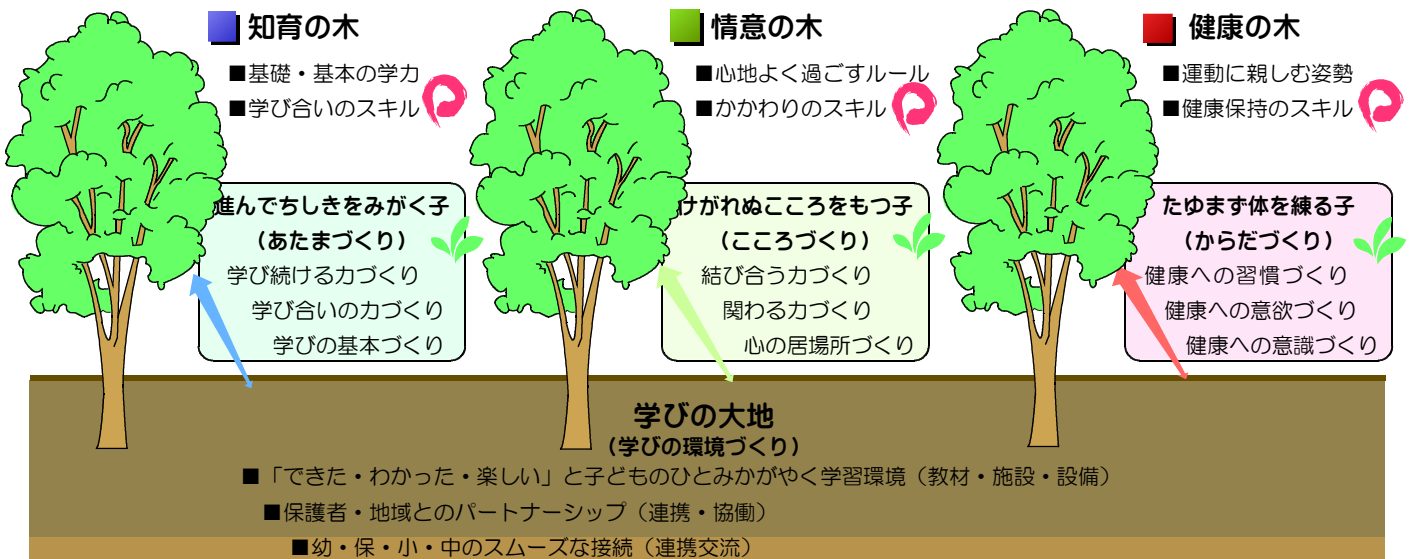 知育の木
■基礎・基本の学力
■学び合いのスキル
進んでちしきをみがく子
(あたまづくり)
学び続ける力づくり
学び合いの力づくり
学びの基本づくり
情意の木
■心地よく過ごすルール
■かかわりのスキル
けがれぬこころをもつ子
(こころづくり)
結び合う力づくり
関わる力づくり
心の居場所づくり
健康の木
■運動に親しむ姿勢
■健康保持のスキル
たゆまず体を練る子
(からだづくり)
健康への習慣づくり
健康への意欲づくり
健康への意識づくり
学びの大地
(学びの環境づくり)
■「できた・わかった・楽しい」と子どものひとみかがやく学習環境(教材・施設・設備)
■保護者・地域とのパートナーシップ(連携・協働)
■幼・保・小・中のスムーズな接続(連携交流)